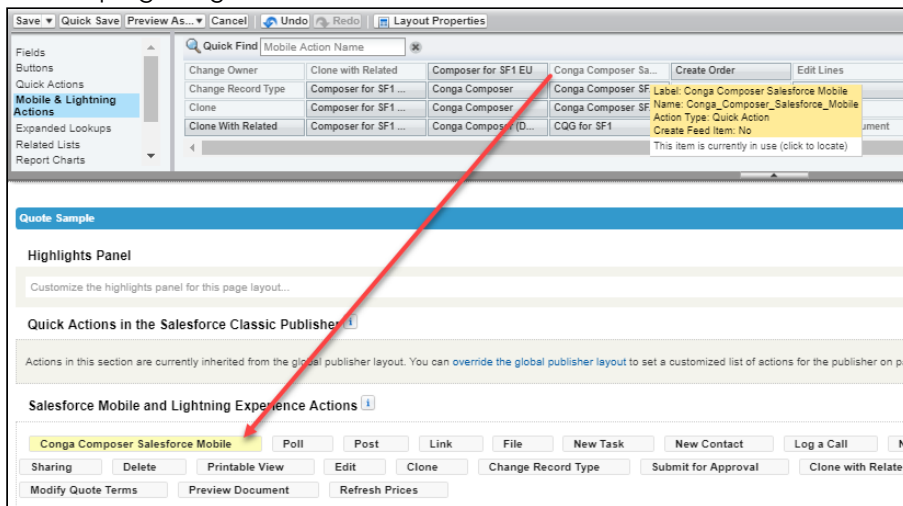 Save Quick Save Preview As... Cancel Undo Redo Layout Properties
Fields
Buttons
Quick Actions
Mobile & Lightning
Actions
Expanded Lookups
Related Lists
Report Charts
Quick Find Mobile Action Name
Change Owner Clone with Related Composer for SF1 EU Conga Composer Sa... Create Order Edit Lines
Change Record Type Composer for SF1 ... Conga Composer Conga Composer SF
Clone Composer for SF1 ... Conga Composer Conga Composer SF
Clone With Related Composer for SF1 ... Conga Composer (D... CQG for SF1 ument
Label: Conga Composer Salesforce Mobile
Name: Conga_Composer_Salesforce_Mobile
Action Type: Quick Action
Create Feed Item: No
This item is currently in use (click to locate)
Quote Sample
Highlights Panel
Customize the highlights panel for this page layout...
Quick Actions in the Salesforce Classic Publisher i
Actions in this section are currently inherited from the global publisher layout. You can override the global publisher layout to set a customized list of actions for the publisher on p
Salesforce Mobile and Lightning Experience Actions i
Conga Composer Salesforce Mobile Poll Post Link File New Task New Contact Log a Call N
Sharing Delete Printable View Edit Clone Change Record Type Submit for Approval Clone with Relate
Modify Quote Terms Preview Document Refresh Prices